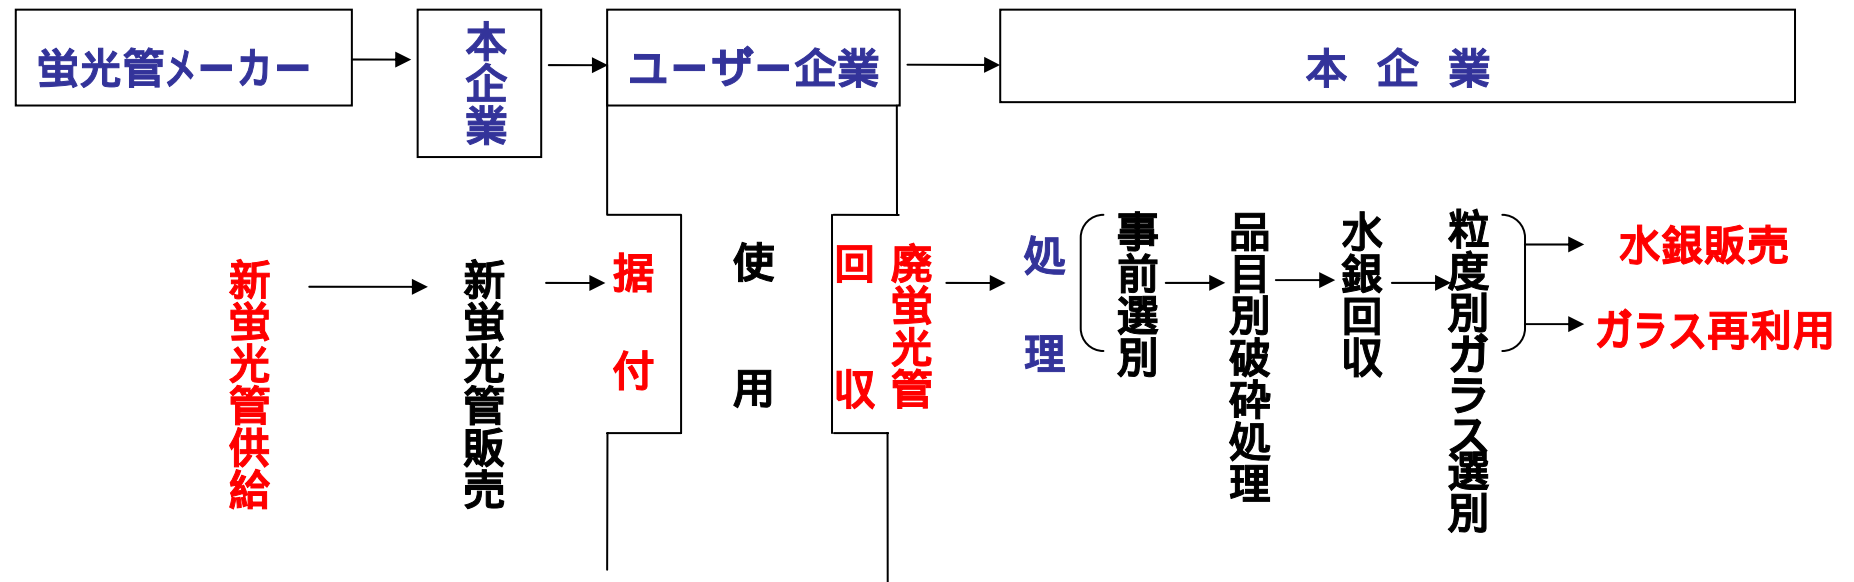 蛍光管メーカー
本企業
ユーザー企業
本 企 業
新蛍光管供給
新蛍光管販売
据付
使用
回収
廃蛍光管
処理
事前選別
品目別破砕処理
水銀回収
粒度別ガラス選別
水銀販売
ガラス再利用